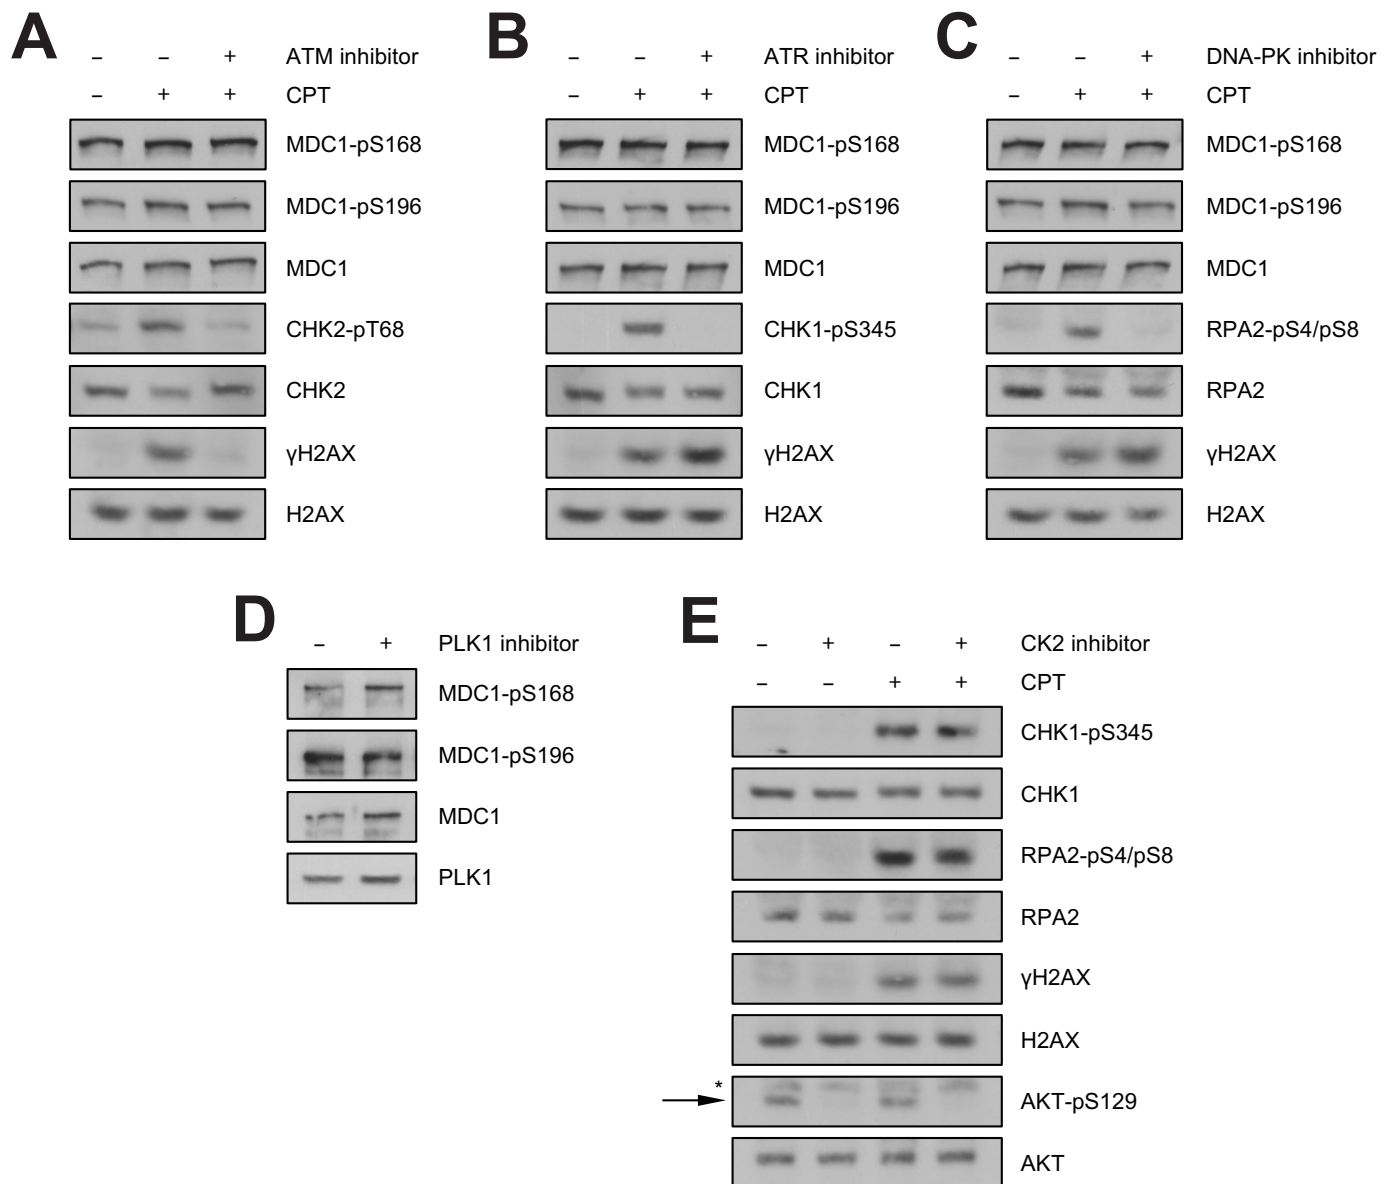 A
– – + ATM inhibitor
– + + CPT
MDC1-pS168
MDC1-pS196
MDC1
CHK2-pT68
CHK2
γH2AX
H2AX
B
– – + ATR inhibitor
– + + CPT
MDC1-pS168
MDC1-pS196
MDC1
CHK1-pS345
CHK1
γH2AX
H2AX
C
– – + DNA-PK inhibitor
– + + CPT
MDC1-pS168
MDC1-pS196
MDC1
RPA2-pS4/pS8
RPA2
γH2AX
H2AX
D
– + PLK1 inhibitor
MDC1-pS168
MDC1-pS196
MDC1
PLK1
E
– + – + CK2 inhibitor
– – + + CPT
CHK1-pS345
CHK1
RPA2-pS4/pS8
RPA2
γH2AX
H2AX
* AKT-pS129
AKT